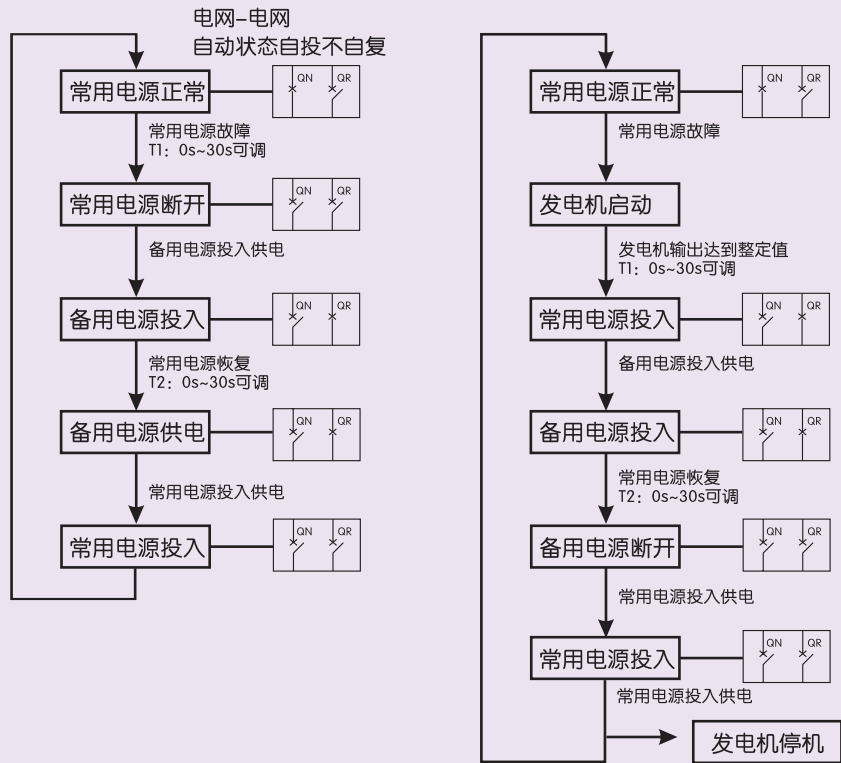 电网-电网
自动状态自投不自复
常用电源正常
QN QR
常用电源故障
T1：0s~30s可调
常用电源断开
QN QR
备用电源投入供电
备用电源投入
QN QR
常用电源恢复
T2：0s~30s可调
备用电源供电
QN QR
常用电源投入供电
常用电源投入
QN QR
常用电源正常
QN QR
常用电源故障
发电机启动
发电机输出达到整定值
T1：0s~30s可调
常用电源投入
QN QR
备用电源投入供电
备用电源投入
QN QR
常用电源恢复
T2：0s~30s可调
备用电源断开
QN QR
常用电源投入供电
常用电源投入
QN QR
常用电源投入供电
发电机停机